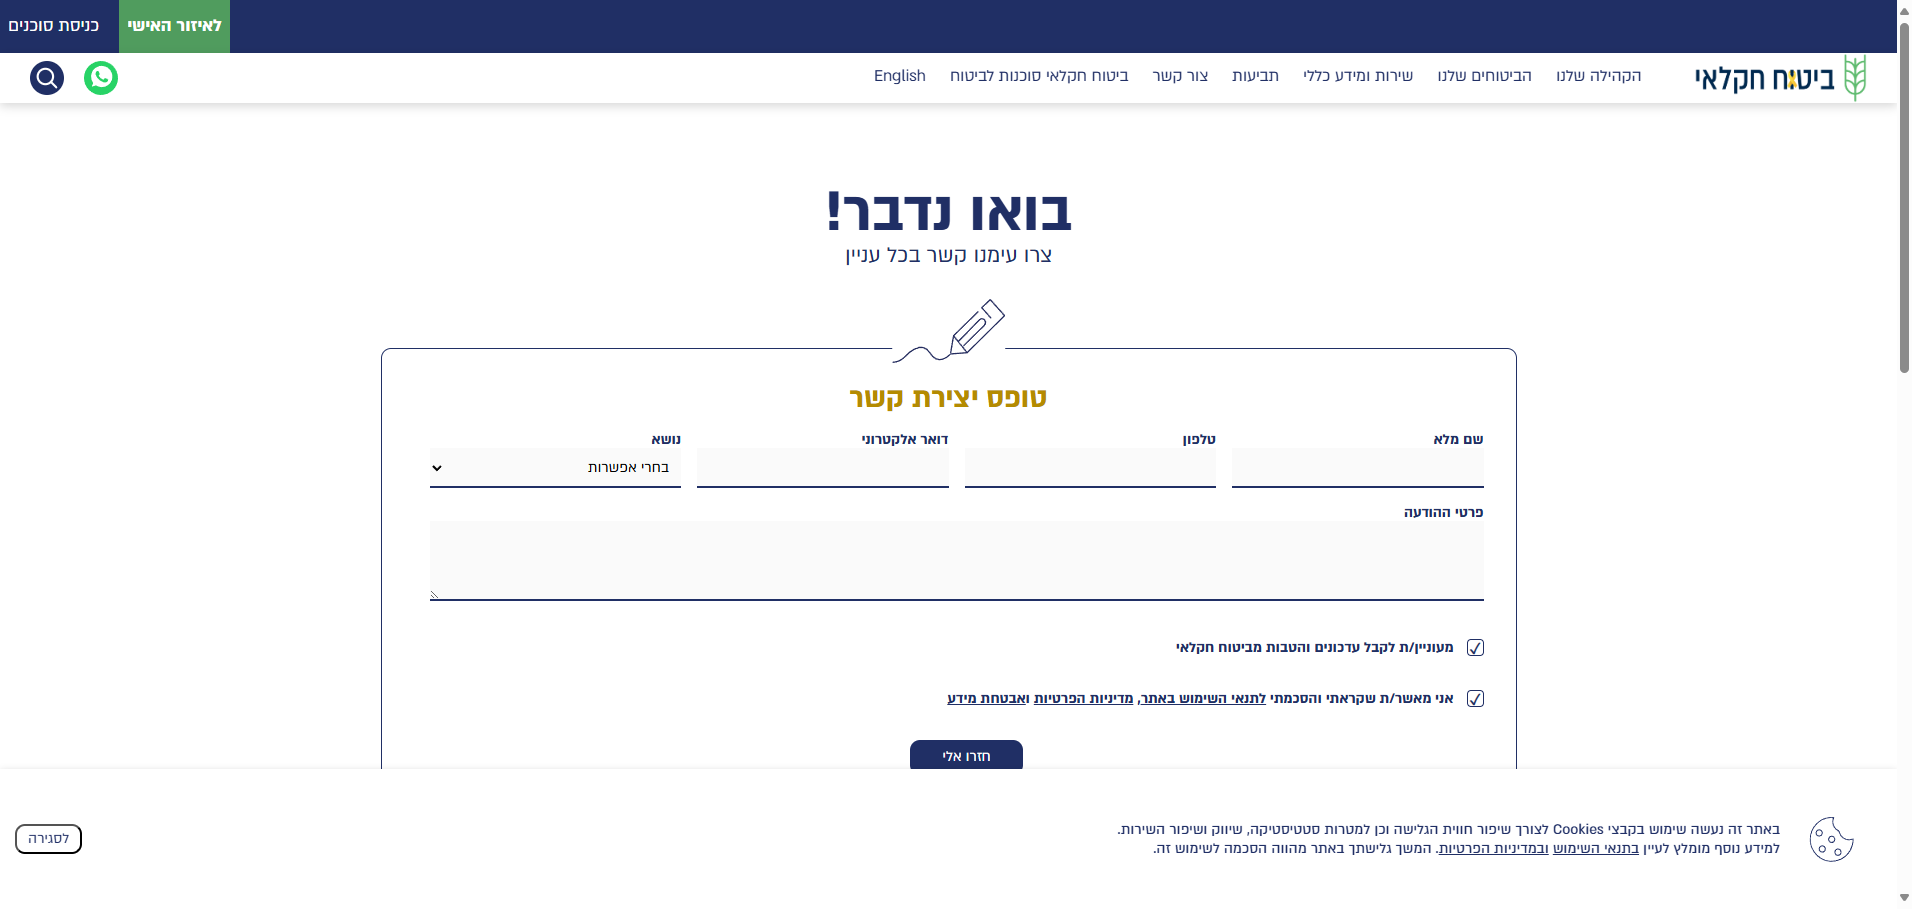 לאיזור האישי
כניסת סוכנים
ביטוח חקלאי
הקהילה שלנו
הביטוחים שלנו
שירות ומידע כללי
תביעות
צור קשר
ביטוח חקלאי סוכנות לביטוח
English
בואו נדבר!
צרו עימנו קשר בכל עניין
טופס יצירת קשר
שם מלא
טלפון
דואר אלקטרוני
נושא
בחרי אפשרות
פרטי ההודעה
מעוניין/ת לקבל עדכונים והטבות מביטוח חקלאי
אני מאשר/ת שקראתי והסכמתי לתנאי השימוש באתר, מדיניות הפרטיות ואבטחת מידע
חזרו אלי
באתר זה נעשה שימוש בקבצי Cookies לצורך שיפור חווית הגלישה וכן למטרות סטטיסטיקה, שיווק ושיפור השירות.
למידע נוסף מומלץ לעיין בתנאי השימוש ובמדיניות הפרטיות. המשך גלישתך באתר מהווה הסכמה לשימוש זה.
לסגירה